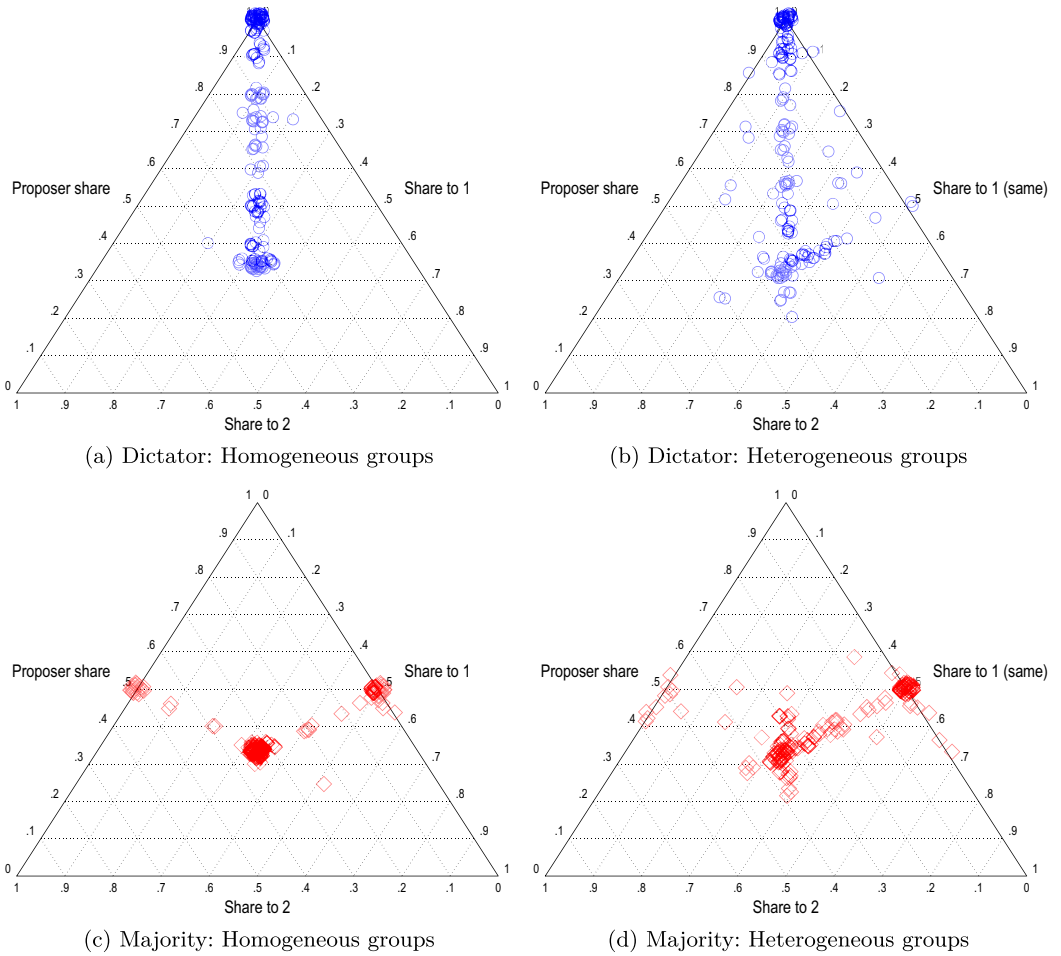 .9 .1
.8 .2
.7 .3
.6 .4
Proposer share
Share to 1
.5
.4 .6
.3 .7
.2 .8
.1 .9
0 1
1 .9 .8 .7 .6 .5 .4 .3 .2 .1 0
Share to 2
(a) Dictator: Homogeneous groups
.9 .1
.8 .2
.7 .3
.6 .4
Proposer share
Share to 1 (same)
.5
.4 .6
.3 .7
.2 .8
.1 .9
0 1
1 .9 .8 .7 .6 .5 .4 .3 .2 .1 0
Share to 2
(b) Dictator: Heterogeneous groups
1 0
.9 .1
.8 .2
.7 .3
.6 .4
Proposer share
Share to 1
.5 .5
.4 .6
.3 .7
.2 .8
.1 .9
0 1
1 .9 .8 .7 .6 .5 .4 .3 .2 .1 0
Share to 2
(c) Majority: Homogeneous groups
1 0
.9 .1
.8 .2
.7 .3
.6 .4
Proposer share
Share to 1 (same)
.5 .5
.4 .6
.3 .7
.2 .8
.1 .9
0 1
1 .9 .8 .7 .6 .5 .4 .3 .2 .1 0
Share to 2
(d) Majority: Heterogeneous groups